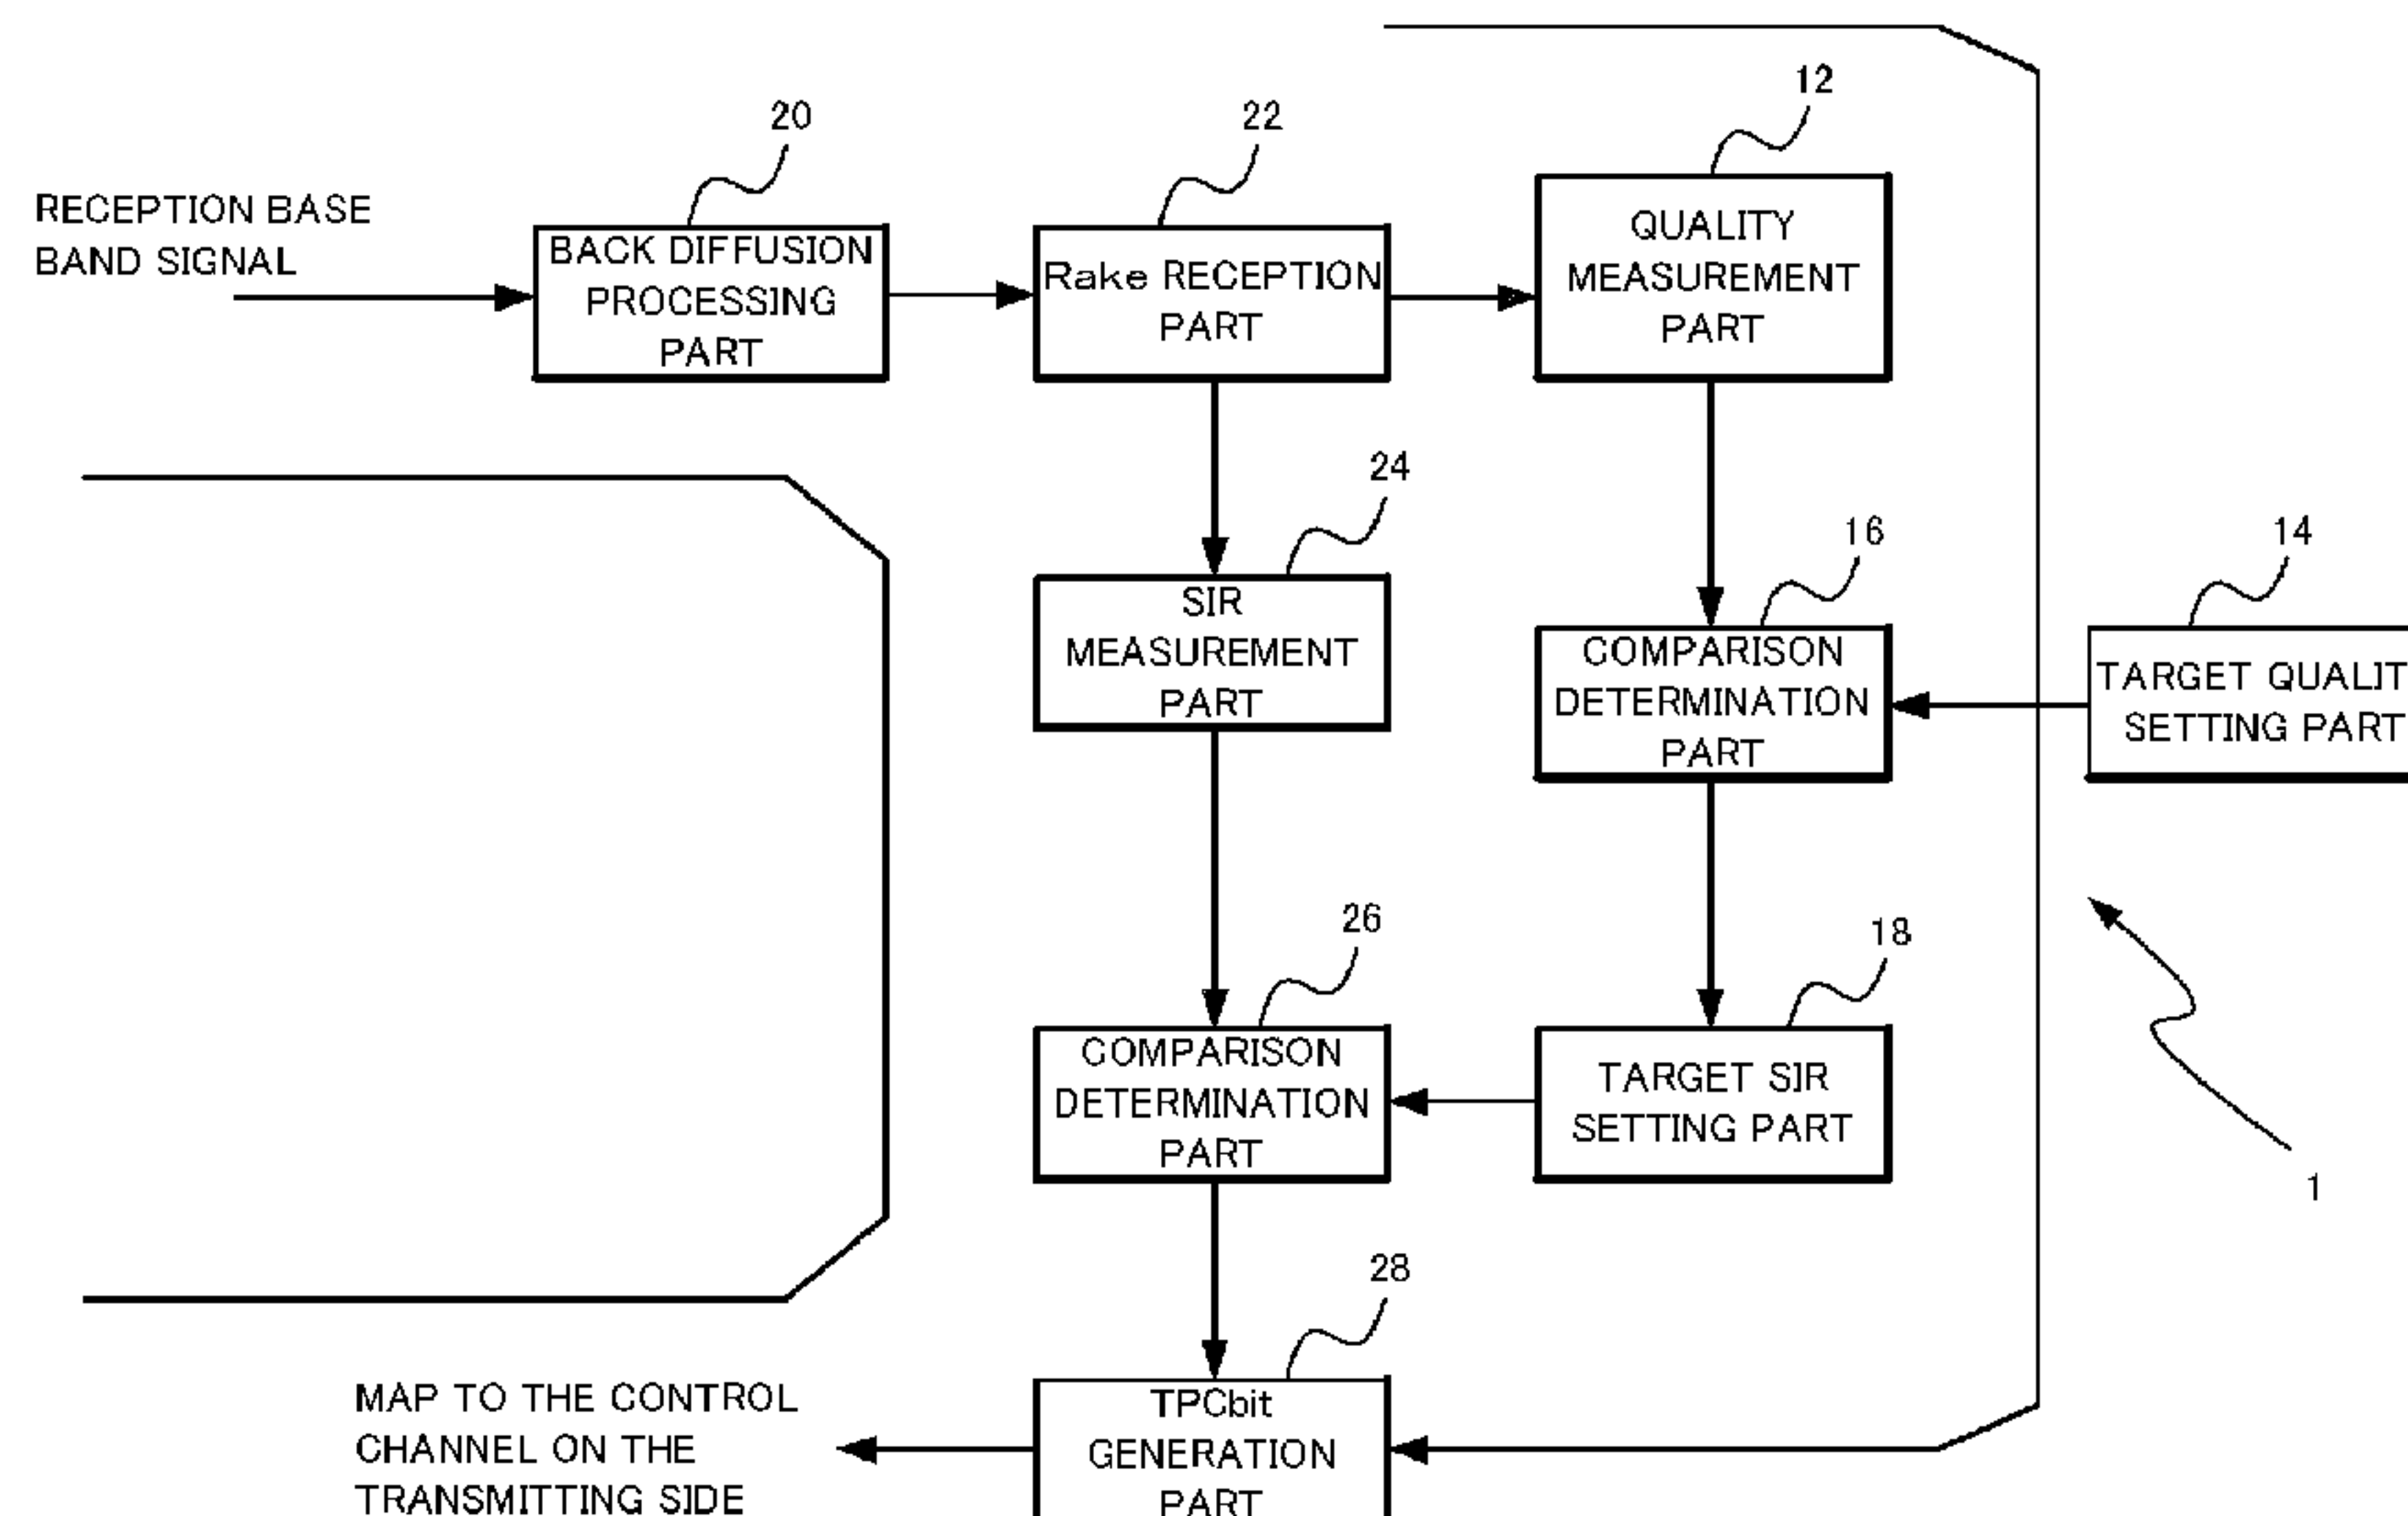 12
20
22
RECEPTION BASE
BAND SIGNAL
BACK DIFFUSION
PROCESSING
PART
Rake RECEPTION
PART
QUALITY
MEASUREMENT
PART
24
16
14
SIR
MEASUREMENT
PART
COMPARISON
DETERMINATION
PART
TARGET QUALIT
SETTING PART
26
18
COMPARISON
DETERMINATION
PART
TARGET SIR
SETTING PART
1
28
MAP TO THE CONTROL
CHANNEL ON THE
TRANSMITTING SIDE
TPCbit
GENERATION
PART